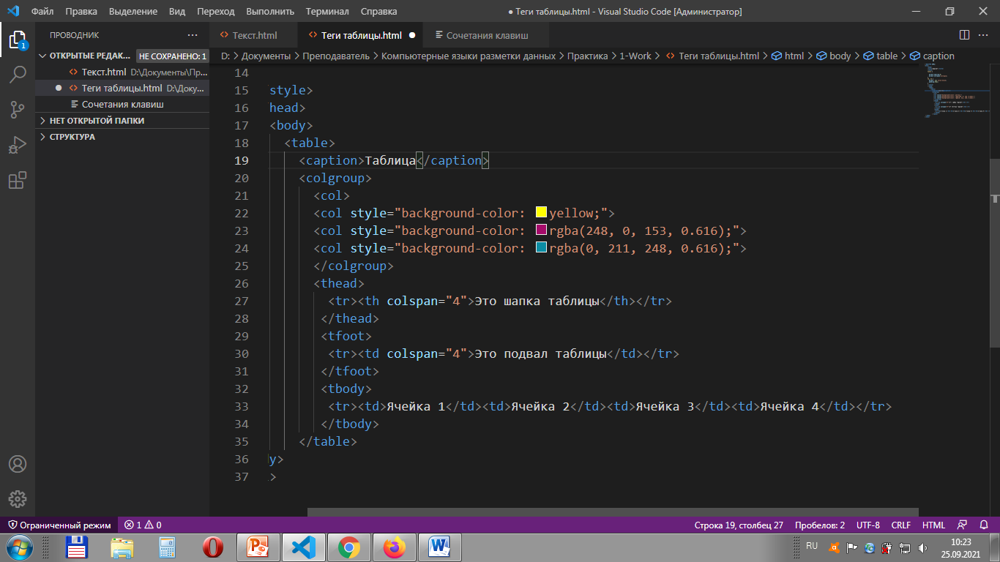 Файл Правка Выделение Вид Переход Выполнить Терминал Справка ● Теги таблицы.html - Visual Studio Code [Администратор]
ПРОВОДНИК ···
Текст.html Теги таблицы.html ● Сочетания клавиш ···
ОТКРЫТЫЕ РЕДАК... НЕ СОХРАНЕНО: 1
D: > Документы > Преподаватель > Компьютерные языки разметки данных > Практика > 1-Work > Теги таблицы.html > html > body > table > caption
1
Текст.html D:\Документы\Пр...
● Теги таблицы.html D:\Доку...
Сочетания клавиш
НЕТ ОТКРЫТОЙ ПАПКИ
СТРУКТУРА
14
15 style>
16 head>
17 <body>
18 <table>
19 <caption>Таблица</caption>
20 <colgroup>
21 <col>
22 <col style="background-color: yellow;">
23 <col style="background-color: rgba(248, 0, 153, 0.616);">
24 <col style="background-color: rgba(0, 211, 248, 0.616);">
25 </colgroup>
26 <thead>
27 <tr><th colspan="4">Это шапка таблицы</th></tr>
28 </thead>
29 <tfoot>
30 <tr><td colspan="4">Это подвал таблицы</td></tr>
31 </tfoot>
32 <tbody>
33 <tr><td>Ячейка 1</td><td>Ячейка 2</td><td>Ячейка 3</td><td>Ячейка 4</td></tr>
34 </tbody>
35 </table>
36 y>
37 >
Ограниченный режим 1 0 Строка 19, столбец 27 Пробелов: 2 UTF-8 CRLF HTML
RU 10:23
25.09.2021